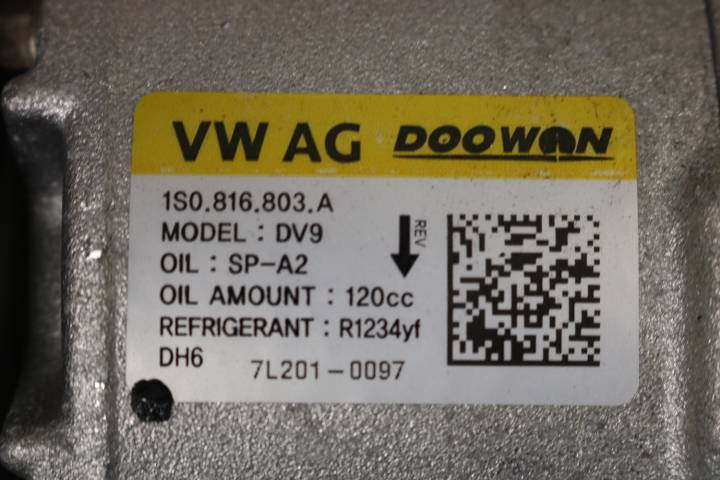 VW AG DOOWON
1S0.816.803.A
MODEL : DV9
REV
OIL : SP-A2
OIL AMOUNT : 120cc
REFRIGERANT : R1234yf
DH6 7L201-0097